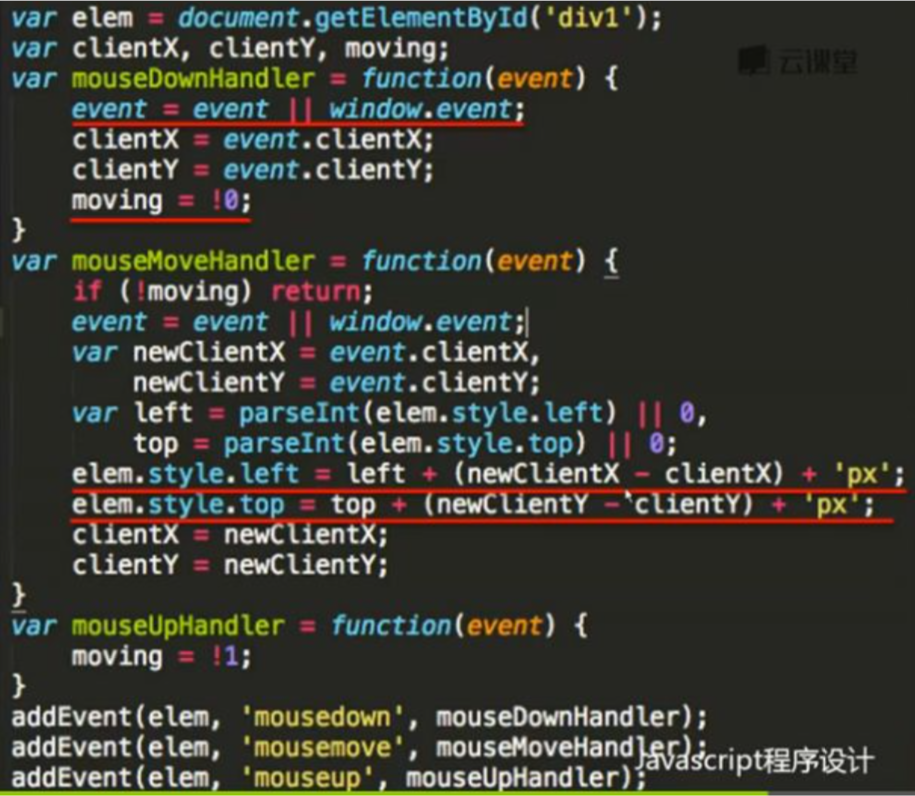 var elem = document.getElementById('div1');
var clientX, clientY, moving;
var mouseDownHandler = function(event) {
    event = event || window.event;
    clientX = event.clientX;
    clientY = event.clientY;
    moving = !0;
}
var mouseMoveHandler = function(event) {
    if (!moving) return;
    event = event || window.event;
    var newClientX = event.clientX,
        newClientY = event.clientY;
    var left = parseInt(elem.style.left) || 0,
        top = parseInt(elem.style.top) || 0;
    elem.style.left = left + (newClientX - clientX) + 'px';
    elem.style.top = top + (newClientY - clientY) + 'px';
    clientX = newClientX;
    clientY = newClientY;
}
var mouseUpHandler = function(event) {
    moving = !1;
}
addEvent(elem, 'mousedown', mouseDownHandler);
addEvent(elem, 'mousemove', mouseMoveHandler);
addEvent(elem, 'mouseup', mouseUpHandler);
云课堂
Javascript程序设计